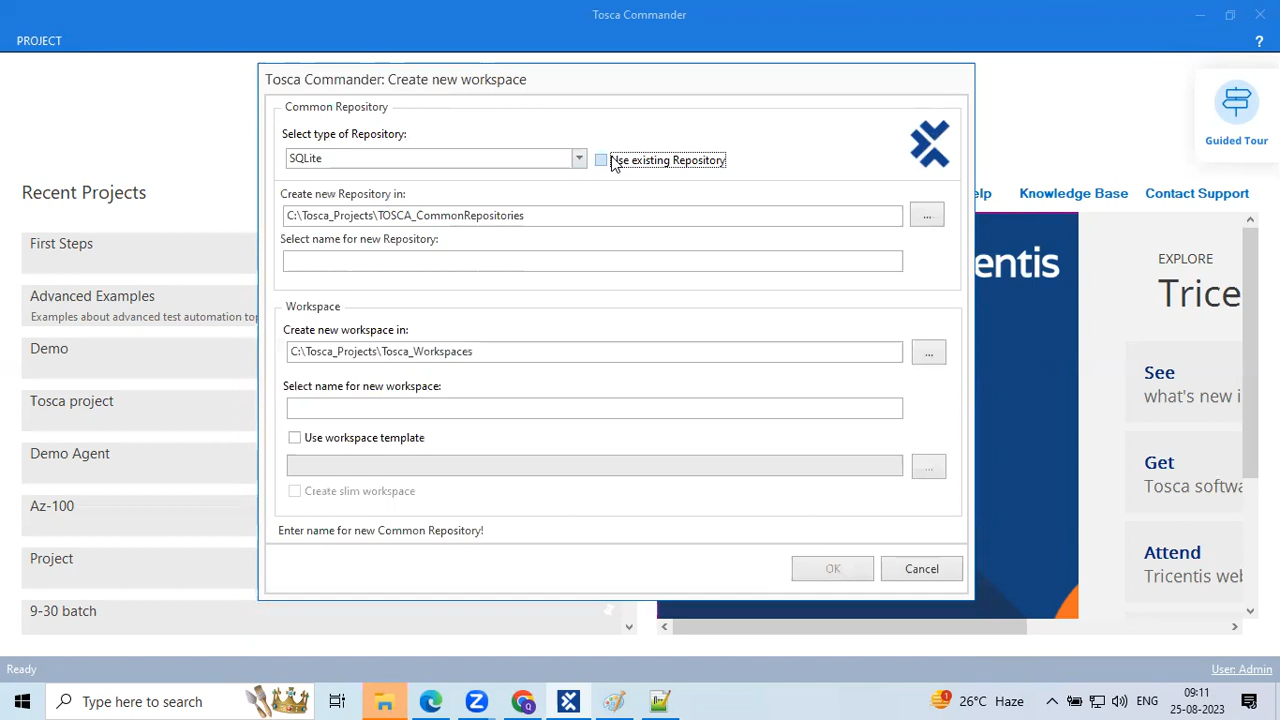 Tosca Commander
PROJECT
?
Tosca Commander: Create new workspace
Common Repository
Select type of Repository:
SQLite
Use existing Repository
Create new Repository in:
C:\Tosca_Projects\TOSCA_CommonRepositories
...
Select name for new Repository:
Workspace
Create new workspace in:
C:\Tosca_Projects\Tosca_Workspaces
...
Select name for new workspace:
Use workspace template
...
Create slim workspace
Enter name for new Common Repository!
OK
Cancel
Guided Tour
Recent Projects
First Steps
Advanced Examples
Examples about advanced test automation top
Demo
Tosca project
Demo Agent
Az-100
Project
9-30 batch
elp
Knowledge Base
Contact Support
entis
EXPLORE
Trice
See
what's new i
Get
Tosca softwa
Attend
Tricentis web
Ready
User: Admin
Type here to search
26°C Haze
09:11
25-08-2023